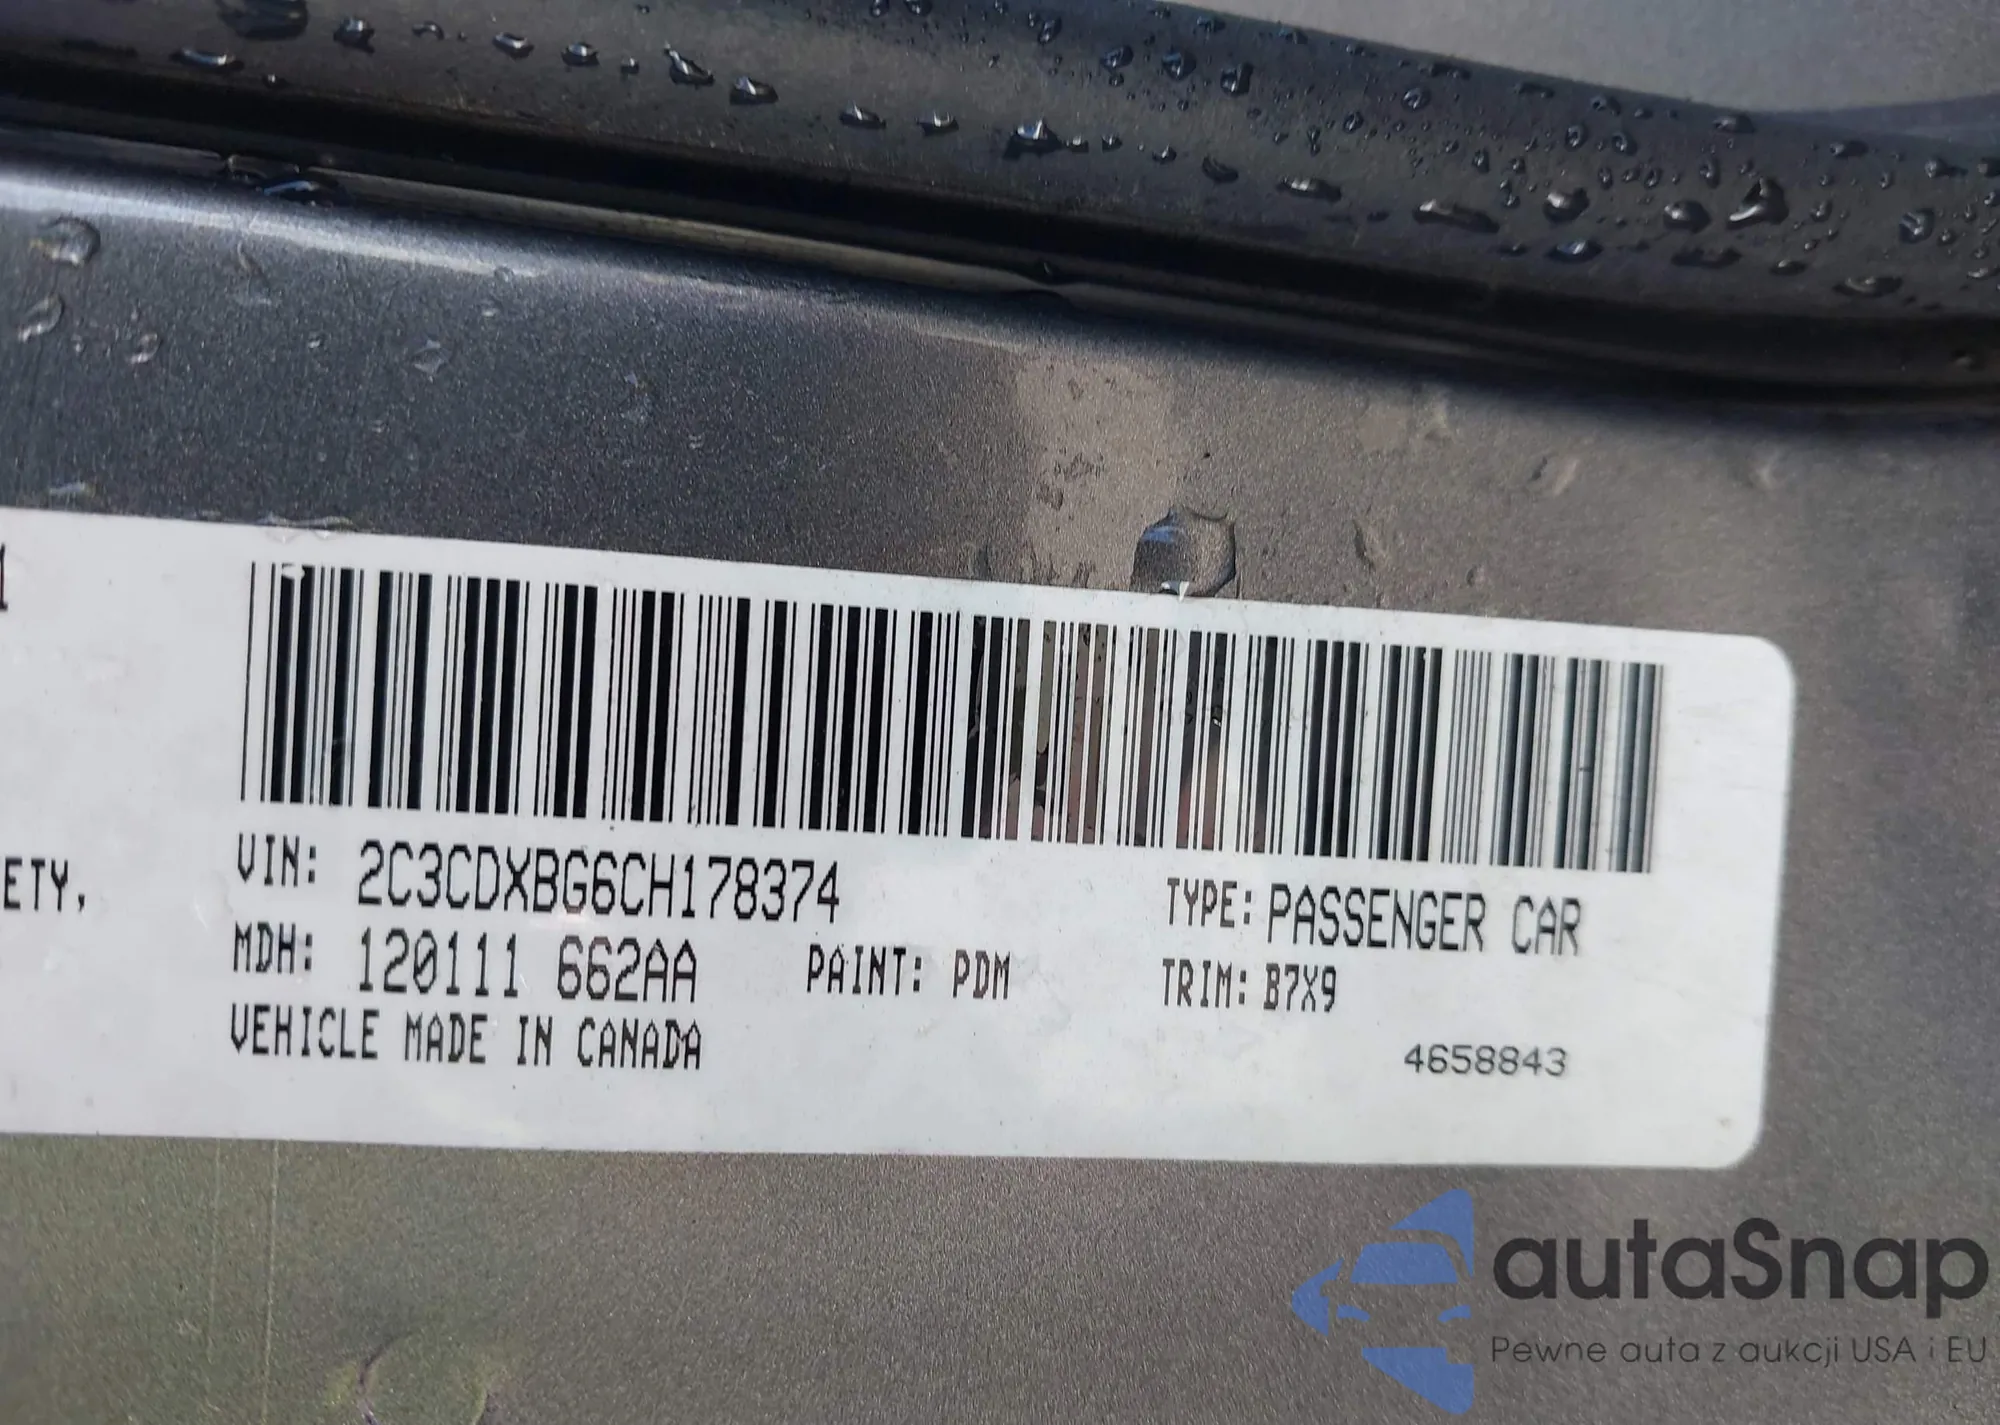 1
ETY,
VIN: 2C3CDXBG6CH178374
TYPE: PASSENGER CAR
MDH: 120111 662AA
PAINT: PDM
TRIM: B7X9
VEHICLE MADE IN CANADA
4658843
autaSnap
Pewne auta z aukcji USA i EU